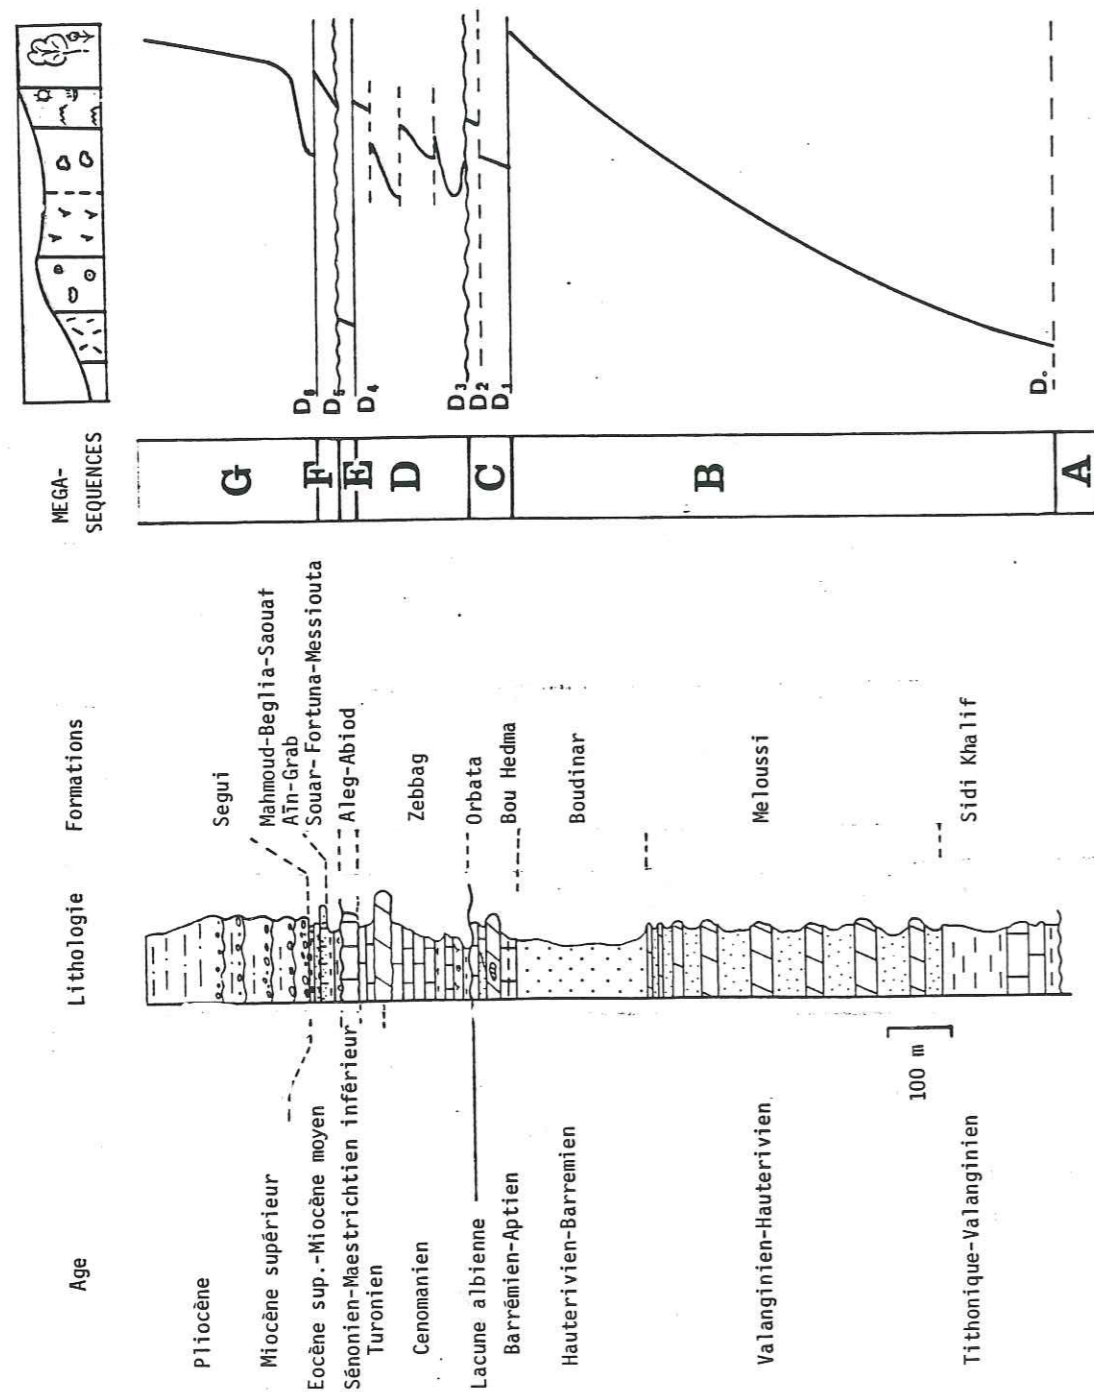 Age
Lithologie
Formations
MEGA-
SEQUENCES
Pliocène
Miocène supérieur
Eocène sup.-Miocène moyen
Sénonien-Maestrichtien inférieur
Turonien
Cenomanien
Lacune albienne
Barrémien-Aptien
Hauterivien-Barremien
Valanginien-Hauterivien
Tithonique-Valanginien
100 m
Segui
Mahmoud-Beglia-Saouaf
Aïn-Grab
Souar-Fortuna-Messiouta
Aleg-Abiod
Zebbag
Orbata
Bou Hedma
Boudinar
Meloussi
Sidi Khalif
G
F
E
D
C
B
A
D6
D5
D4
D3
D2
D1
D.